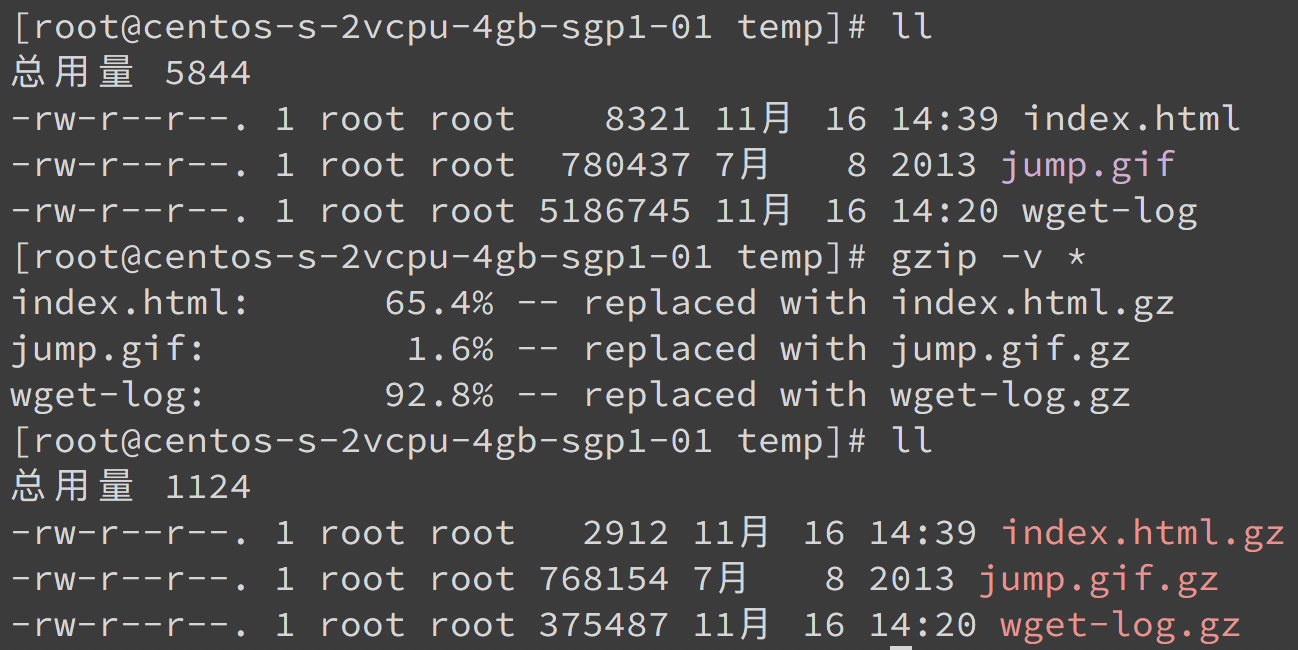 [root@centos-s-2vcpu-4gb-sgp1-01 temp]# ll
总用量 5844
-rw-r--r--. 1 root root    8321 11月  16 14:39 index.html
-rw-r--r--. 1 root root  780437 7月    8 2013 jump.gif
-rw-r--r--. 1 root root 5186745 11月  16 14:20 wget-log
[root@centos-s-2vcpu-4gb-sgp1-01 temp]# gzip -v *
index.html:      65.4% -- replaced with index.html.gz
jump.gif:         1.6% -- replaced with jump.gif.gz
wget-log:        92.8% -- replaced with wget-log.gz
[root@centos-s-2vcpu-4gb-sgp1-01 temp]# ll
总用量 1124
-rw-r--r--. 1 root root   2912 11月  16 14:39 index.html.gz
-rw-r--r--. 1 root root 768154 7月    8 2013 jump.gif.gz
-rw-r--r--. 1 root root 375487 11月  16 14:20 wget-log.gz